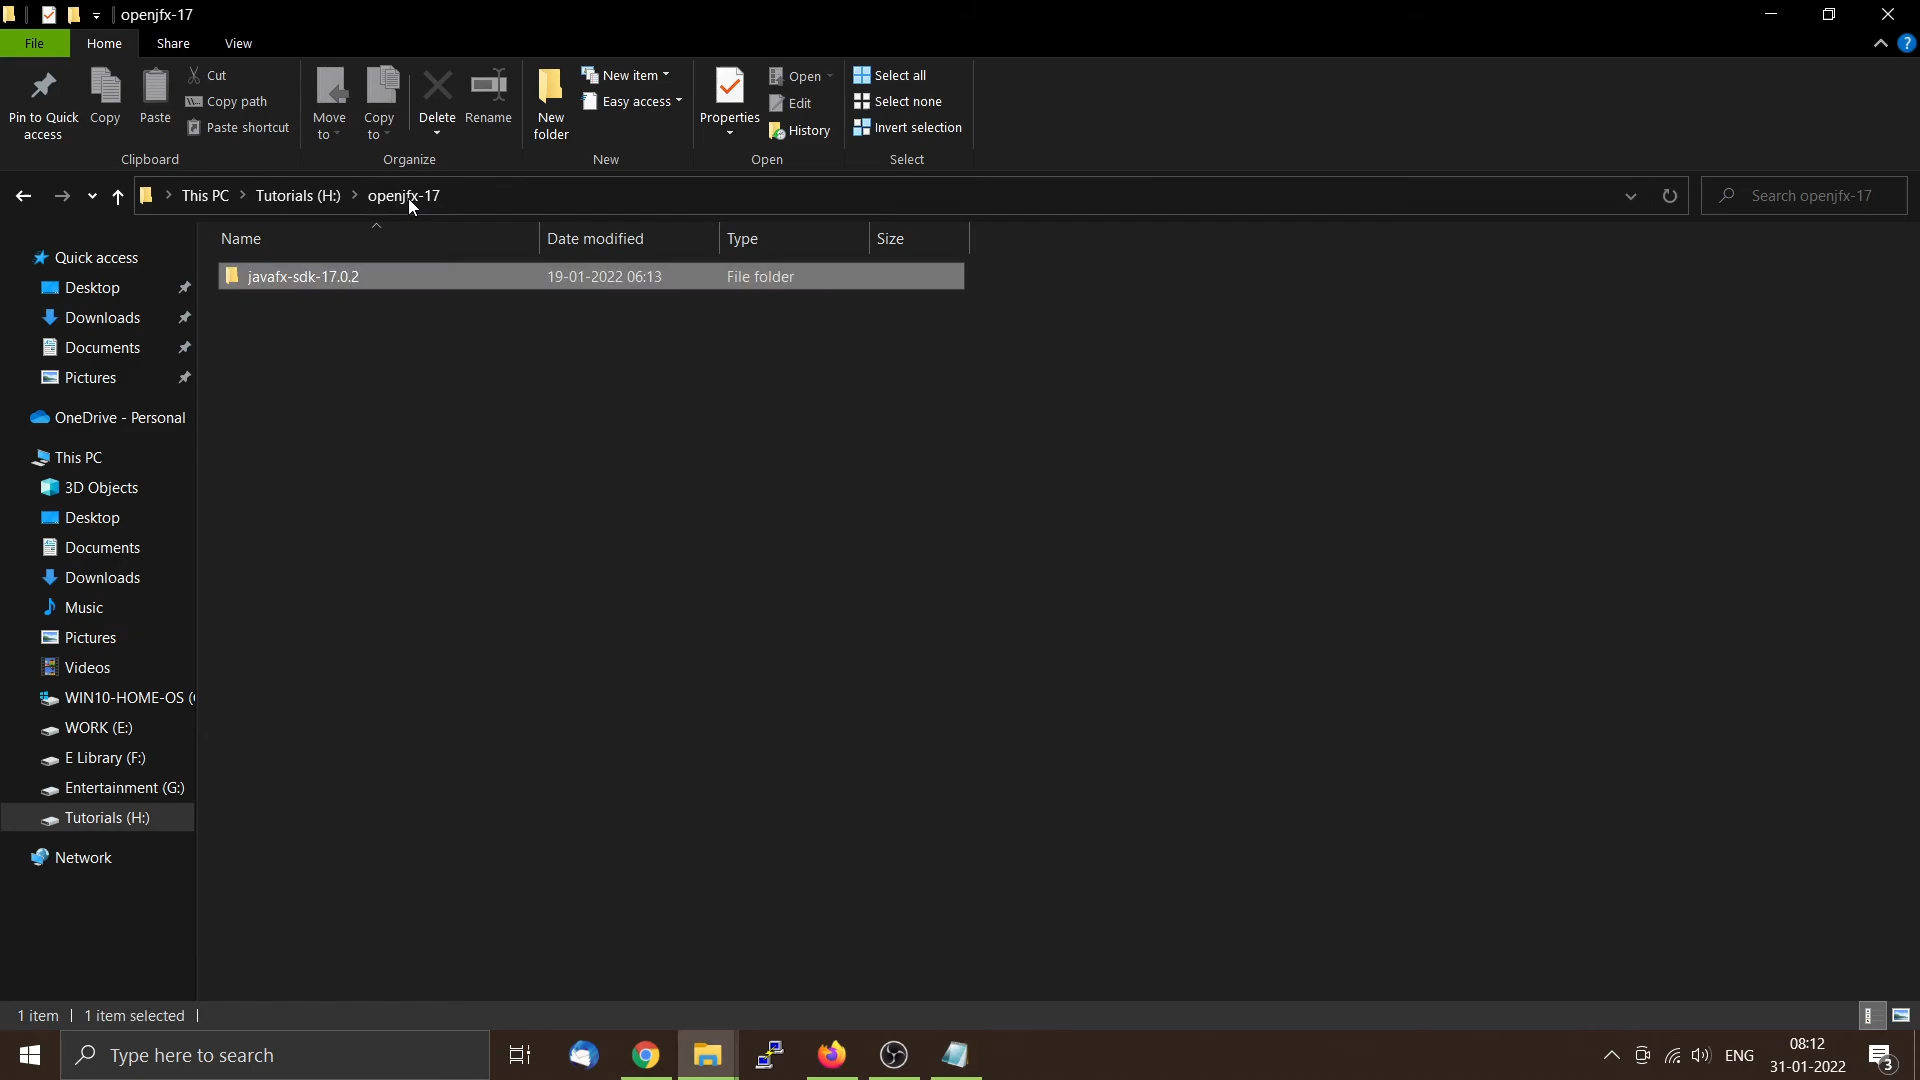 openjfx-17
File Home Share View
Pin to Quick access
Copy
Paste
Cut
Copy path
Paste shortcut
Clipboard
Move to
Copy to
Delete
Rename
Organize
New folder
New item
Easy access
New
Properties
Open
Edit
History
Open
Select all
Select none
Invert selection
Select
This PC > Tutorials (H:) > openjfx-17
Search openjfx-17
Name Date modified Type Size
javafx-sdk-17.0.2 19-01-2022 06:13 File folder
Quick access
Desktop
Downloads
Documents
Pictures
OneDrive - Personal
This PC
3D Objects
Desktop
Documents
Downloads
Music
Pictures
Videos
WIN10-HOME-OS (
WORK (E:)
E Library (F:)
Entertainment (G:)
Tutorials (H:)
Network
1 item 1 item selected
Type here to search
ENG
08:12
31-01-2022
3